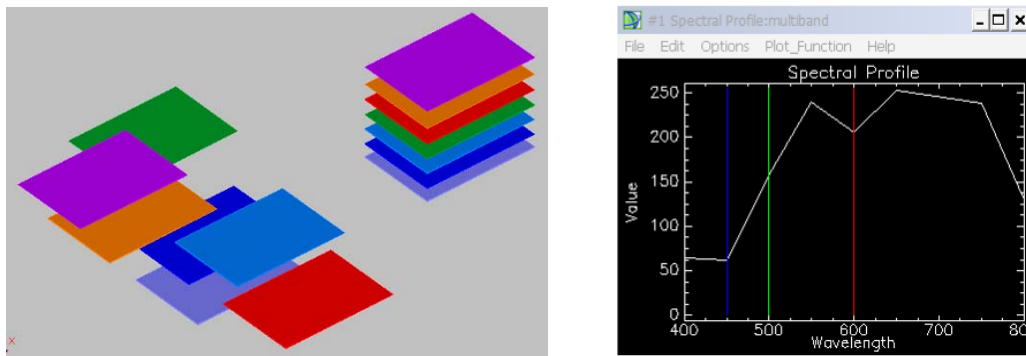 X
#1 Spectral Profile:multiband
File Edit Options Plot_Function Help
Spectral Profile
250
200
150
100
50
0
Value
400 500 600 700 80
Wavelength